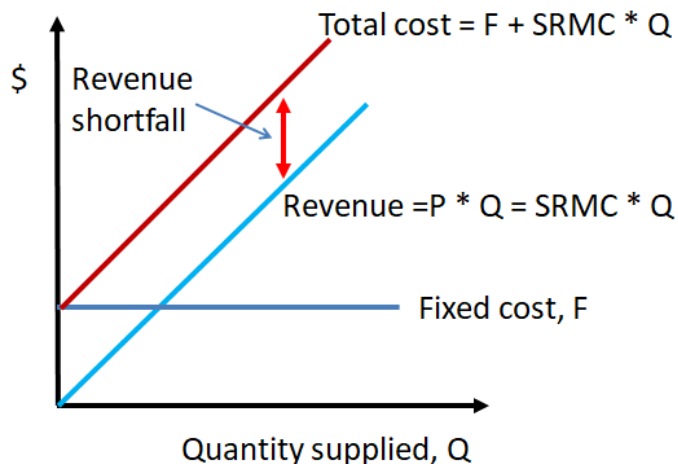 Total cost = F + SRMC * Q
$
Revenue
shortfall
Revenue =P * Q = SRMC * Q
Fixed cost, F
Quantity supplied, Q